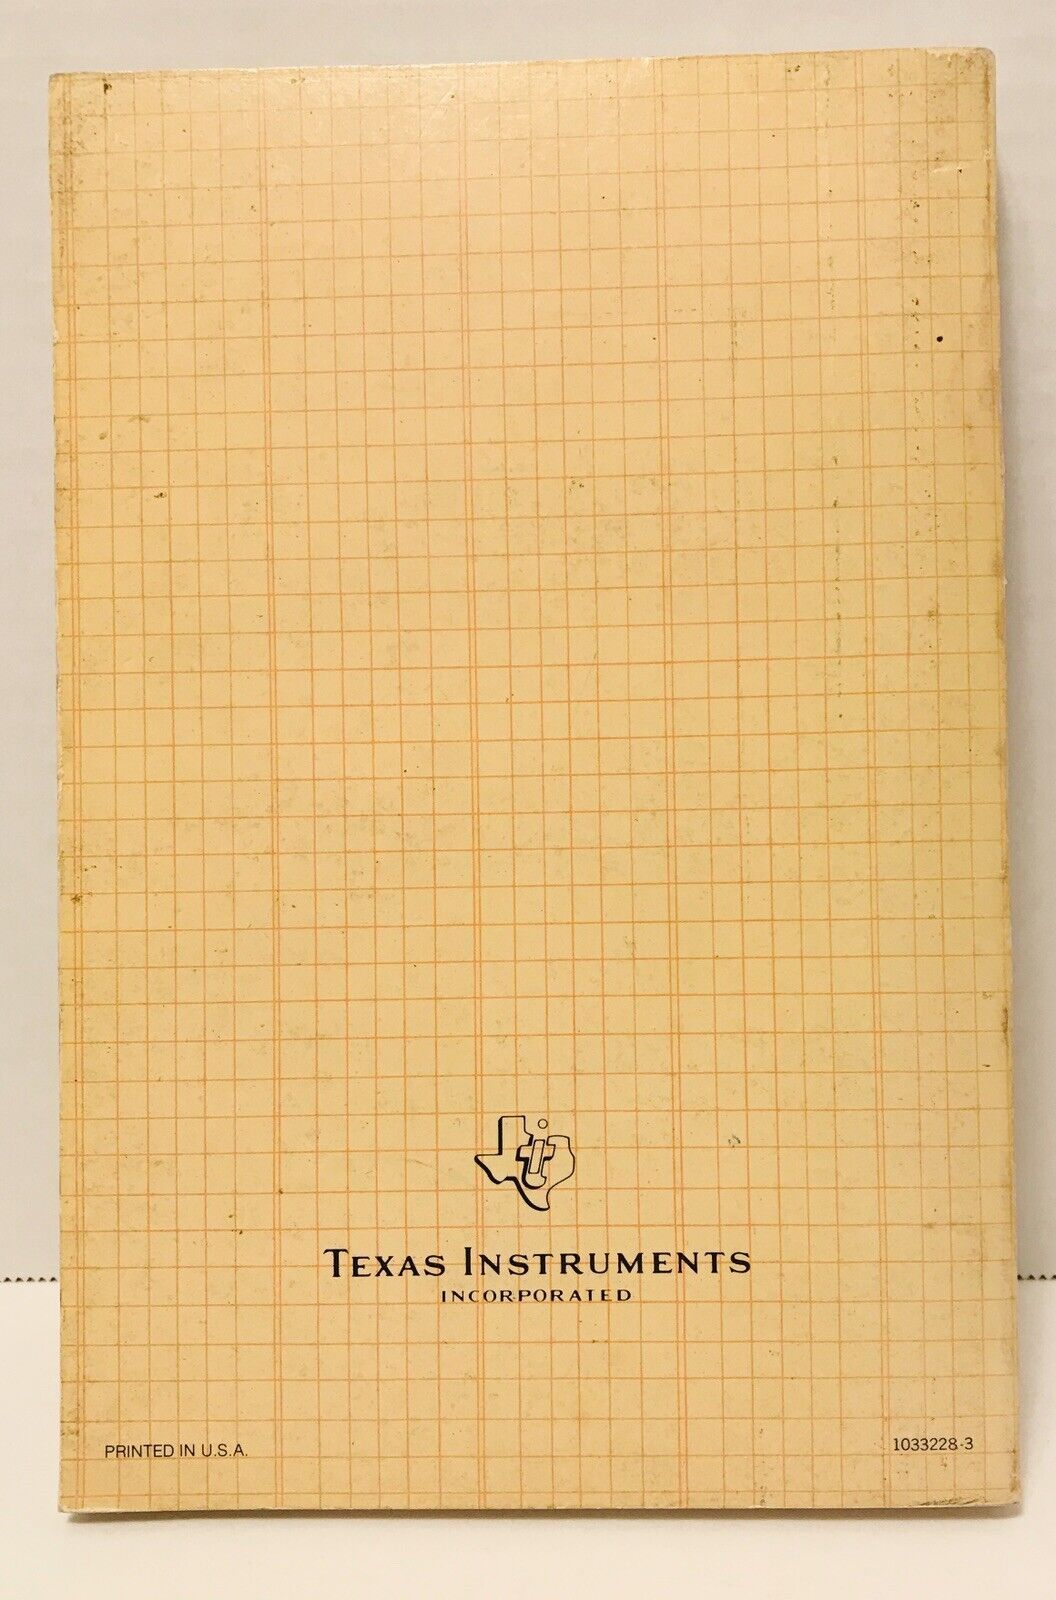 TEXAS INSTRUMENTS
INCORPORATED
PRINTED IN U.S.A.
1033228-3